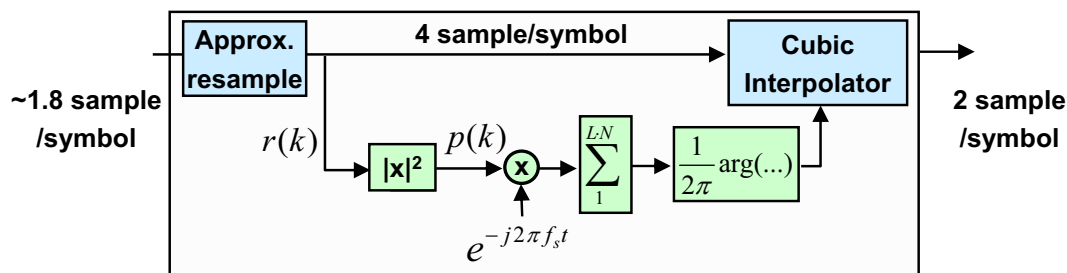 Approx.
resample
4 sample/symbol
Cubic
Interpolator
~1.8 sample
/symbol
2 sample
/symbol
r(k)
|x|²
p(k)
x
e^{-j2πf_s t}
∑_{1}^{L·N}
1/2π arg(...)